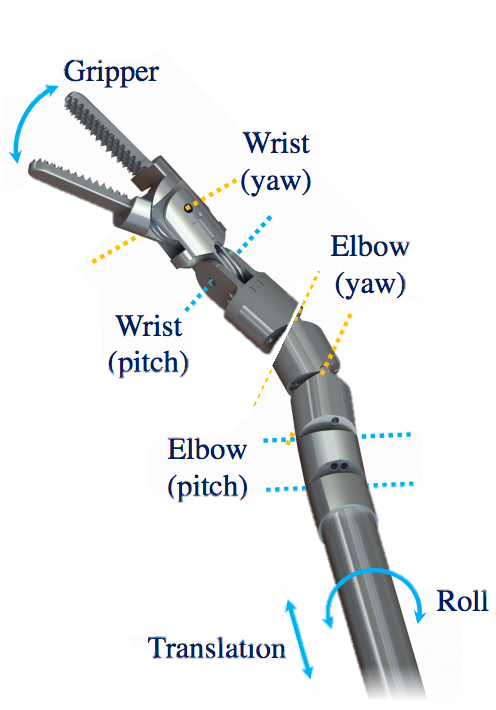 Gripper
Wrist
(yaw)
Elbow
(yaw)
Wrist
(pitch)
Elbow
(pitch)
Roll
Translation